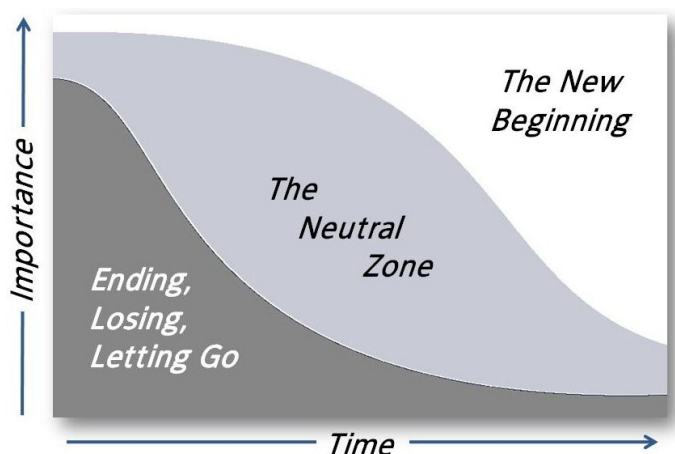 Importance
The New
Beginning
The
Neutral
Zone
Ending,
Losing,
Letting Go
Time